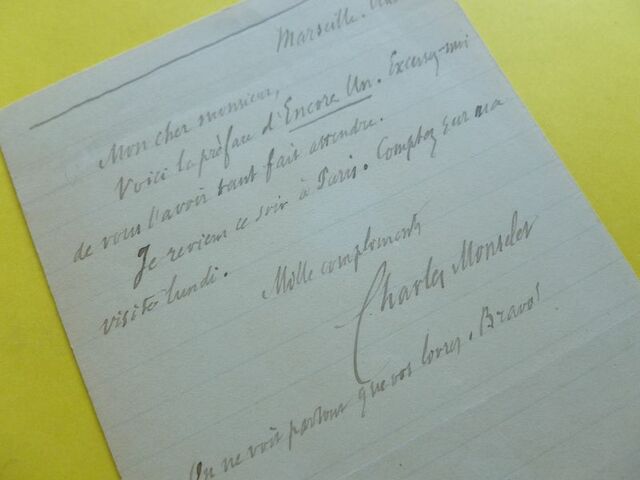 Marseille.
Mon cher monsieur,
Voici la préface d'Encore Un. Excusez-moi
de vous l'avoir tant fait attendre.
Je reviens ce soir à Paris. Comptez sur ma
visite lundi.
Mille compliments
Charles Monselet
On ne voit partout que vos livres. Bravo!